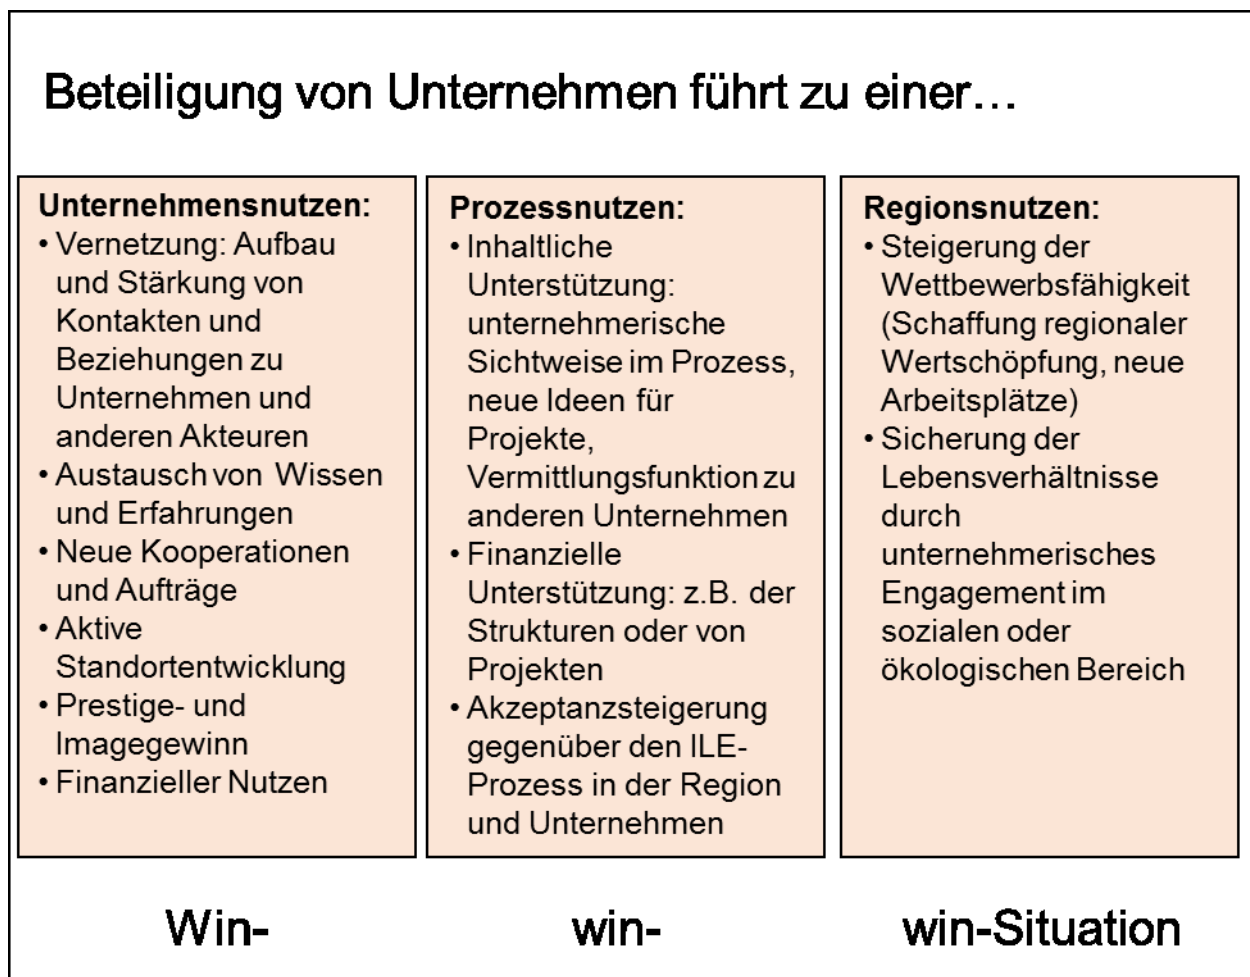 Beteiligung von Unternehmen führt zu einer…
Unternehmensnutzen:
• Vernetzung: Aufbau
und Stärkung von
Kontakten und
Beziehungen zu
Unternehmen und
anderen Akteuren
• Austausch von Wissen
und Erfahrungen
• Neue Kooperationen
und Aufträge
• Aktive
Standortentwicklung
• Prestige- und
Imagegewinn
• Finanzieller Nutzen
Prozessnutzen:
• Inhaltliche
Unterstützung:
unternehmerische
Sichtweise im Prozess,
neue Ideen für
Projekte,
Vermittlungsfunktion zu
anderen Unternehmen
• Finanzielle
Unterstützung: z.B. der
Strukturen oder von
Projekten
• Akzeptanzsteigerung
gegenüber den ILE-
Prozess in der Region
und Unternehmen
Regionsnutzen:
• Steigerung der
Wettbewerbsfähigkeit
(Schaffung regionaler
Wertschöpfung, neue
Arbeitsplätze)
• Sicherung der
Lebensverhältnisse
durch
unternehmerisches
Engagement im
sozialen oder
ökologischen Bereich
Win-
win-
win-Situation